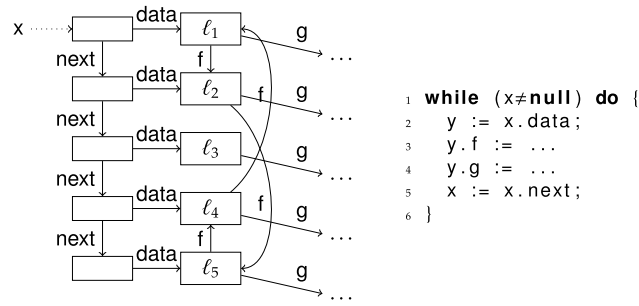 x data ℓ1 g ...
next f
data ℓ2 f g ...
next
data ℓ3 g ...
next
data ℓ4 f g ...
next f
data ℓ5 g ...
1 while (x≠null) do {
2 y := x.data;
3 y.f := ...
4 y.g := ...
5 x := x.next;
6 }